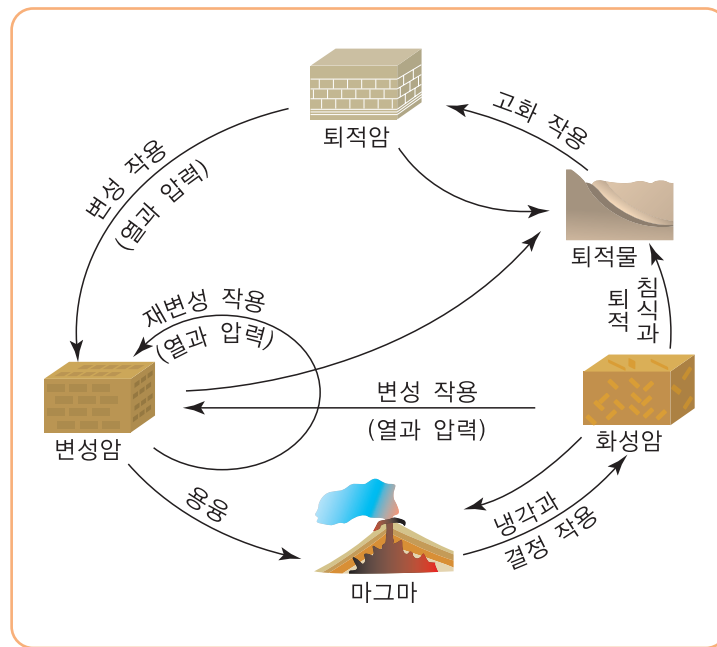 퇴적암
고화 작용
변성 작용
(열과 압력)
퇴적물
침식과
퇴적
재변성 작용
(열과 압력)
변성 작용
(열과 압력)
변성암
화성암
용융
냉각과
결정 작용
마그마